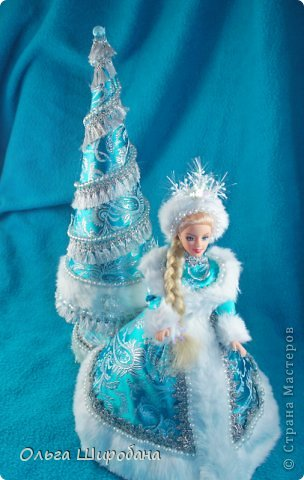 © Страна Мастеров
Ольга Широбана